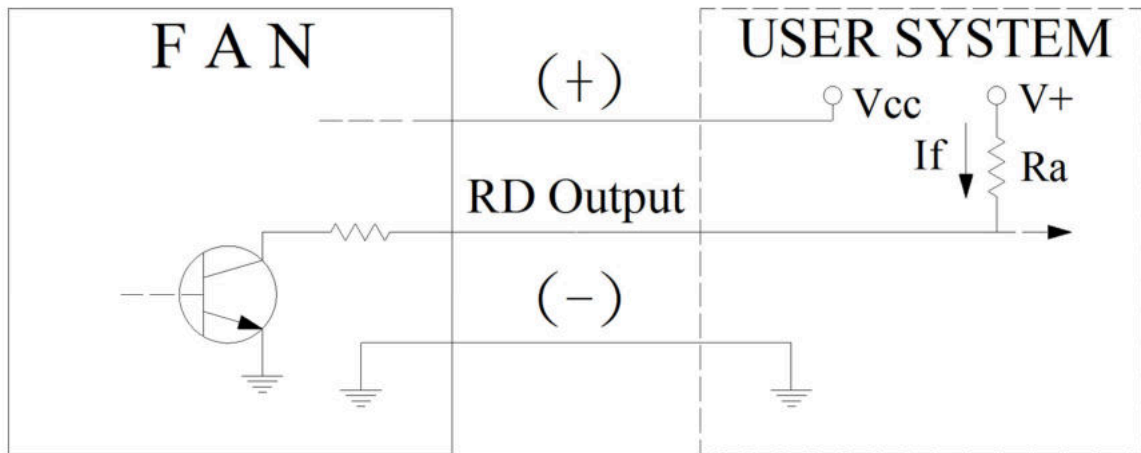 F A N
USER SYSTEM
(+)
Vcc
V+
If
Ra
RD Output
(-)